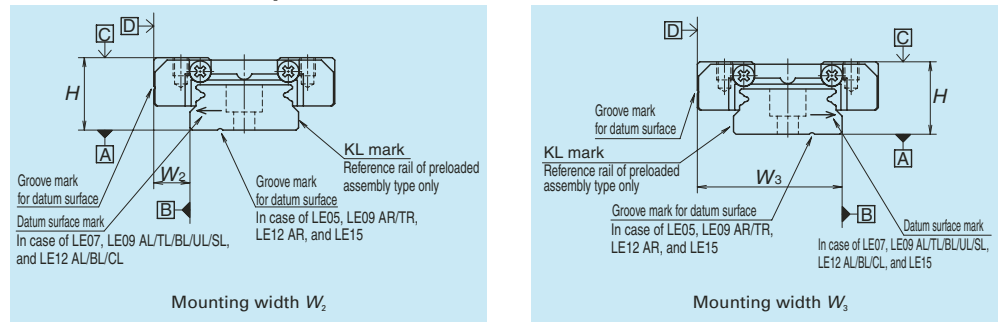 D
C
H
A
KL mark
Reference rail of preloaded
assembly type only
Groove mark
for datum surface
W2
Groove mark
for datum surface
In case of LE05, LE09 AR/TR,
LE12 AR, and LE15
B
Datum surface mark
In case of LE07, LE09 AL/TL/BL/UL/SL,
and LE12 AL/BL/CL
Mounting width W2
D
C
H
Groove mark
for datum surface
A
KL mark
Reference rail of preloaded
assembly type only
W3
Groove mark for datum surface
In case of LE05, LE09 AR/TR,
LE12 AR, and LE15
B
Datum surface mark
In case of LE07, LE09 AL/TL/BL/UL/SL,
LE12 AL/BL/CL, and LE15
Mounting width W3